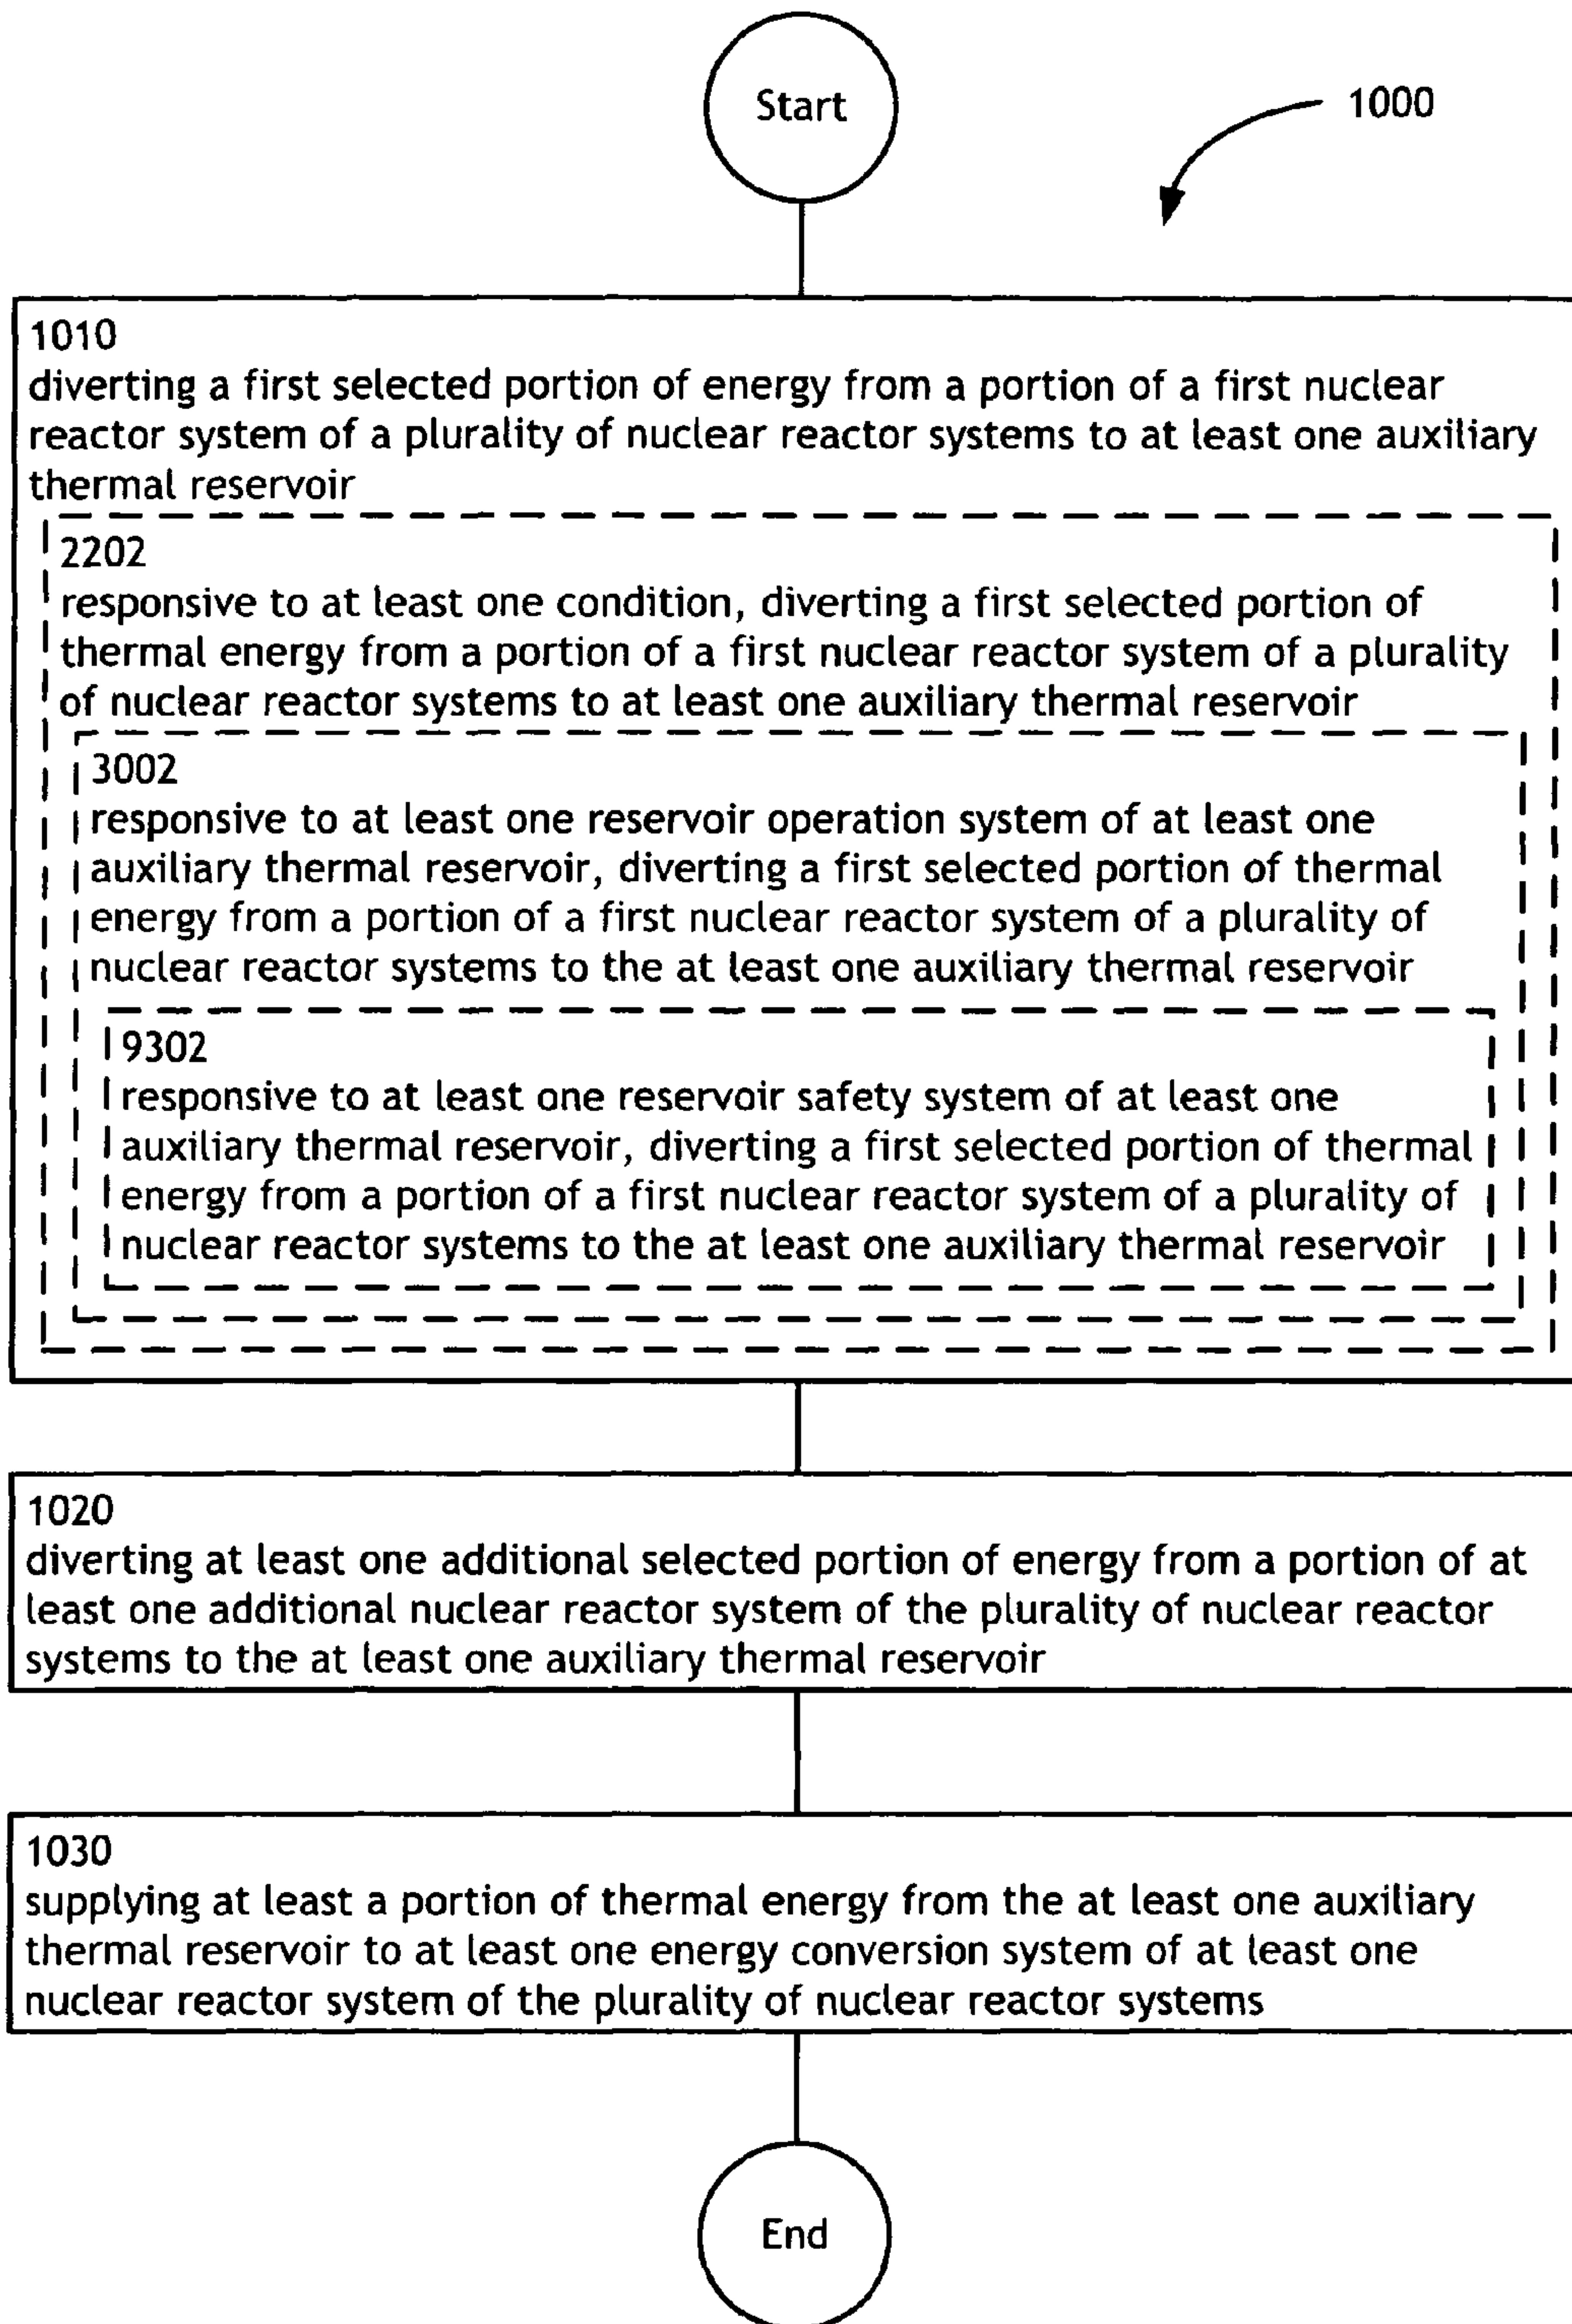 Start
1000
1010
diverting a first selected portion of energy from a portion of a first nuclear
reactor system of a plurality of nuclear reactor systems to at least one auxiliary
thermal reservoir
2202
responsive to at least one condition, diverting a first selected portion of
thermal energy from a portion of a first nuclear reactor system of a plurality
of nuclear reactor systems to at least one auxiliary thermal reservoir
3002
responsive to at least one reservoir operation system of at least one
auxiliary thermal reservoir, diverting a first selected portion of thermal
energy from a portion of a first nuclear reactor system of a plurality of
nuclear reactor systems to the at least one auxiliary thermal reservoir
9302
responsive to at least one reservoir safety system of at least one
auxiliary thermal reservoir, diverting a first selected portion of thermal
energy from a portion of a first nuclear reactor system of a plurality of
nuclear reactor systems to the at least one auxiliary thermal reservoir
1020
diverting at least one additional selected portion of energy from a portion of at
least one additional nuclear reactor system of the plurality of nuclear reactor
systems to the at least one auxiliary thermal reservoir
1030
supplying at least a portion of thermal energy from the at least one auxiliary
thermal reservoir to at least one energy conversion system of at least one
nuclear reactor system of the plurality of nuclear reactor systems
End